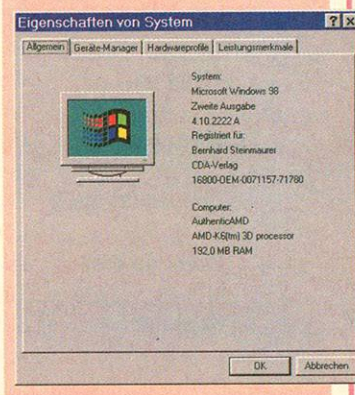 Eigenschaften von System
Allgemein Geräte-Manager Hardwareprofile Leistungsmerkmale
System:
Microsoft Windows 98
Zweite Ausgabe
4.10.2222 A
Registriert für:
Bernhard Steinmaurer
CDA-Verlag
16800-OEM-0071157-71780
Computer:
AuthenticAMD
AMD-K6(tm) 3D processor
192,0 MB RAM
OK Abbrechen